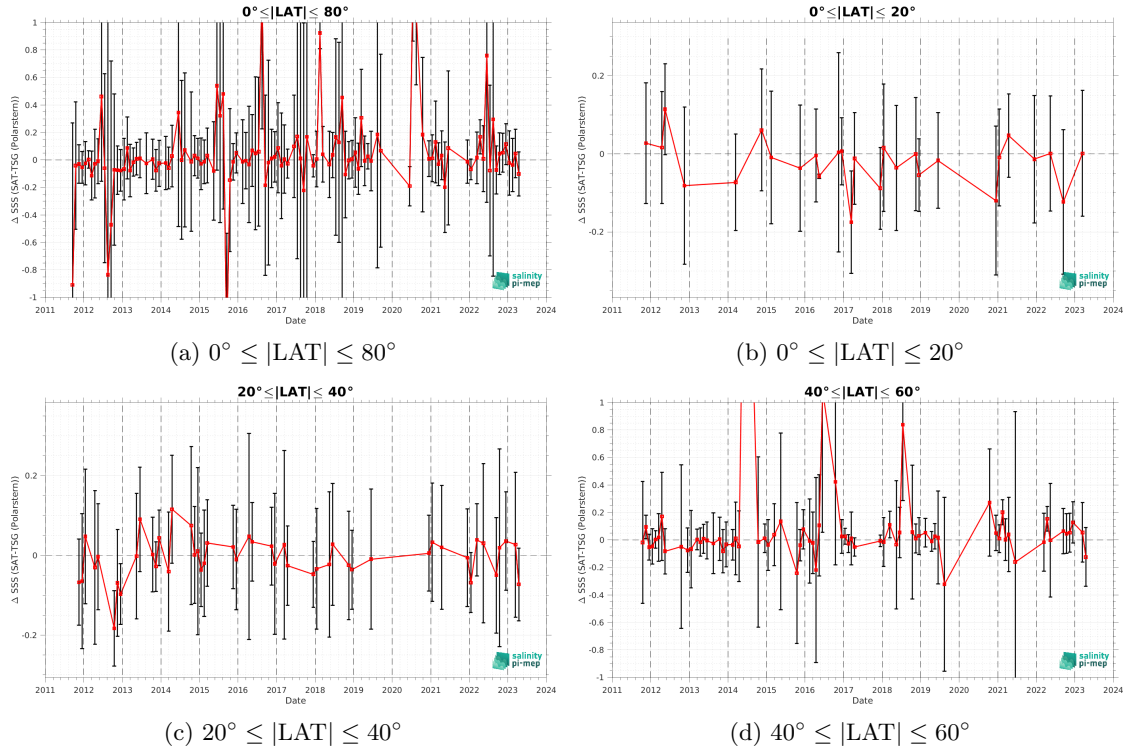 0°≤|LAT|≤ 80°
Δ SSS (SAT-TSG (Polarstern))
1
0.8
0.6
0.4
0.2
0
-0.2
-0.4
-0.6
-0.8
-1
2011 2012 2013 2014 2015 2016 2017 2018 2019 2020 2021 2022 2023 2024
Date
salinity
pi-mep
(a) 0° ≤ |LAT| ≤ 80°
0°≤|LAT|≤ 20°
Δ SSS (SAT-TSG (Polarstern))
0.2
0
-0.2
2011 2012 2013 2014 2015 2016 2017 2018 2019 2020 2021 2022 2023 2024
Date
salinity
pi-mep
(b) 0° ≤ |LAT| ≤ 20°
20°≤|LAT|≤ 40°
Δ SSS (SAT-TSG (Polarstern))
0.2
0
-0.2
2011 2012 2013 2014 2015 2016 2017 2018 2019 2020 2021 2022 2023 2024
Date
salinity
pi-mep
(c) 20° ≤ |LAT| ≤ 40°
40°≤|LAT|≤ 60°
Δ SSS (SAT-TSG (Polarstern))
1
0.8
0.6
0.4
0.2
0
-0.2
-0.4
-0.6
-0.8
-1
2011 2012 2013 2014 2015 2016 2017 2018 2019 2020 2021 2022 2023 2024
Date
salinity
pi-mep
(d) 40° ≤ |LAT| ≤ 60°